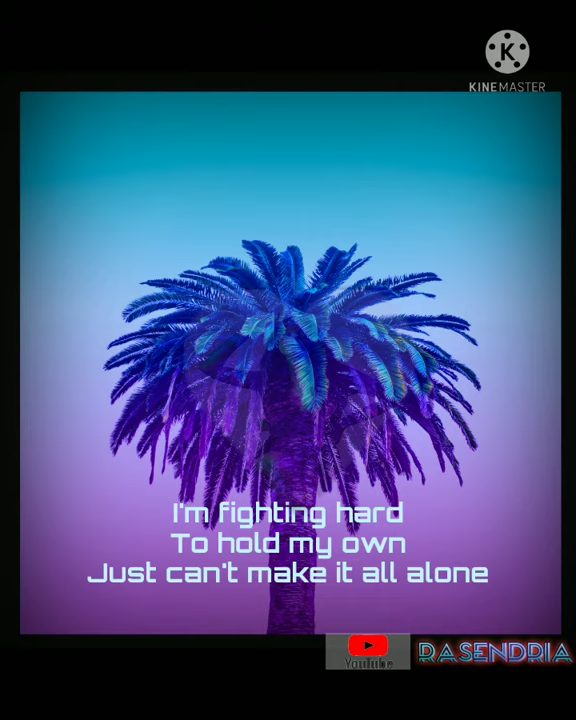 K
KINEMASTER
I'm fighting hard
To hold my own
Just can't make it all alone
YouTube
RASENDRIA